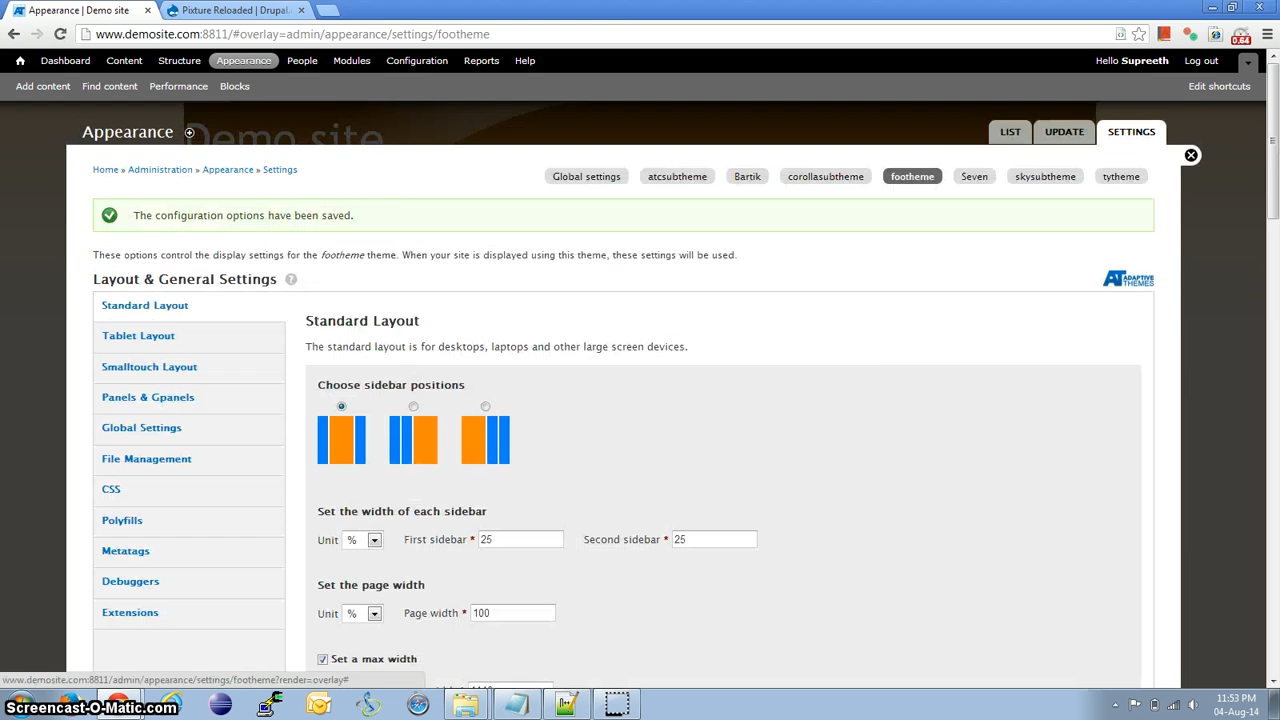 Appearance | Demo site
Pixture Reloaded | Drupal.
www.demosite.com:8811/#overlay=admin/appearance/settings/footheme
0.64
Dashboard Content Structure Appearance People Modules Configuration Reports Help
Hello Supreeth Log out
Add content Find content Performance Blocks
Edit shortcuts
Demo site
Appearance
LIST UPDATE SETTINGS
Home » Administration » Appearance » Settings
Global settings atcsubtheme Bartik corollasubtheme footheme Seven skysubtheme tytheme
The configuration options have been saved.
These options control the display settings for the footheme theme. When your site is displayed using this theme, these settings will be used.
Layout & General Settings ?
AT ADAPTIVE THEMES
Standard Layout
Tablet Layout
Smalltouch Layout
Panels & Gpanels
Global Settings
File Management
CSS
Polyfills
Metatags
Debuggers
Extensions
Standard Layout
The standard layout is for desktops, laptops and other large screen devices.
Choose sidebar positions
Set the width of each sidebar
Unit % First sidebar * 25 Second sidebar * 25
Set the page width
Unit % Page width * 100
Set a max width
www.demosite.com:8811/admin/appearance/settings/footheme?render=overlay#
Screencast-O-Matic.com
11:53 PM
04-Aug-14